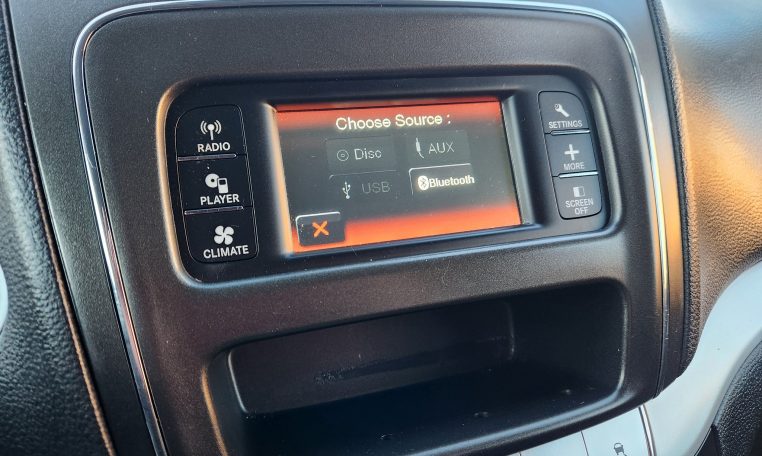 RADIO
PLAYER
CLIMATE
Choose Source :
Disc
AUX
USB
Bluetooth
SETTINGS
MORE
SCREEN
OFF